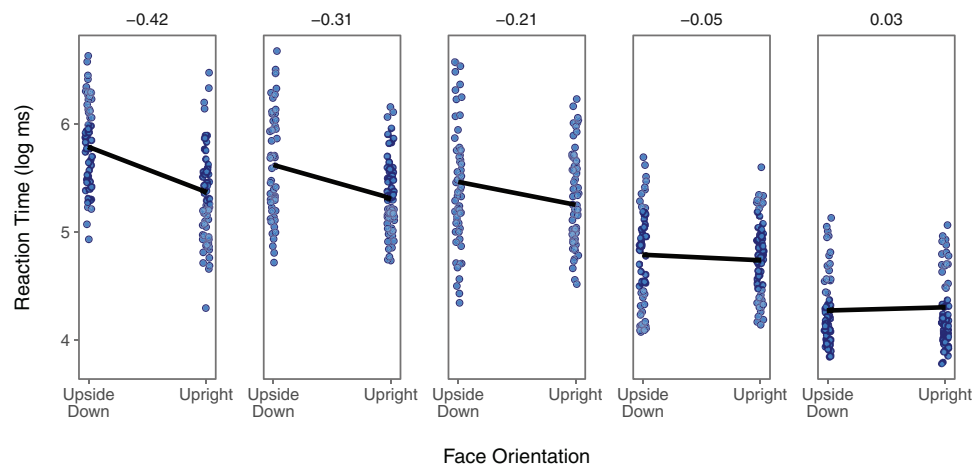 −0.42 −0.31 −0.21 −0.05 0.03
Reaction Time (log ms)
6
5
4
Upside Down Upright Upside Down Upright Upside Down Upright Upside Down Upright Upside Down Upright
Face Orientation